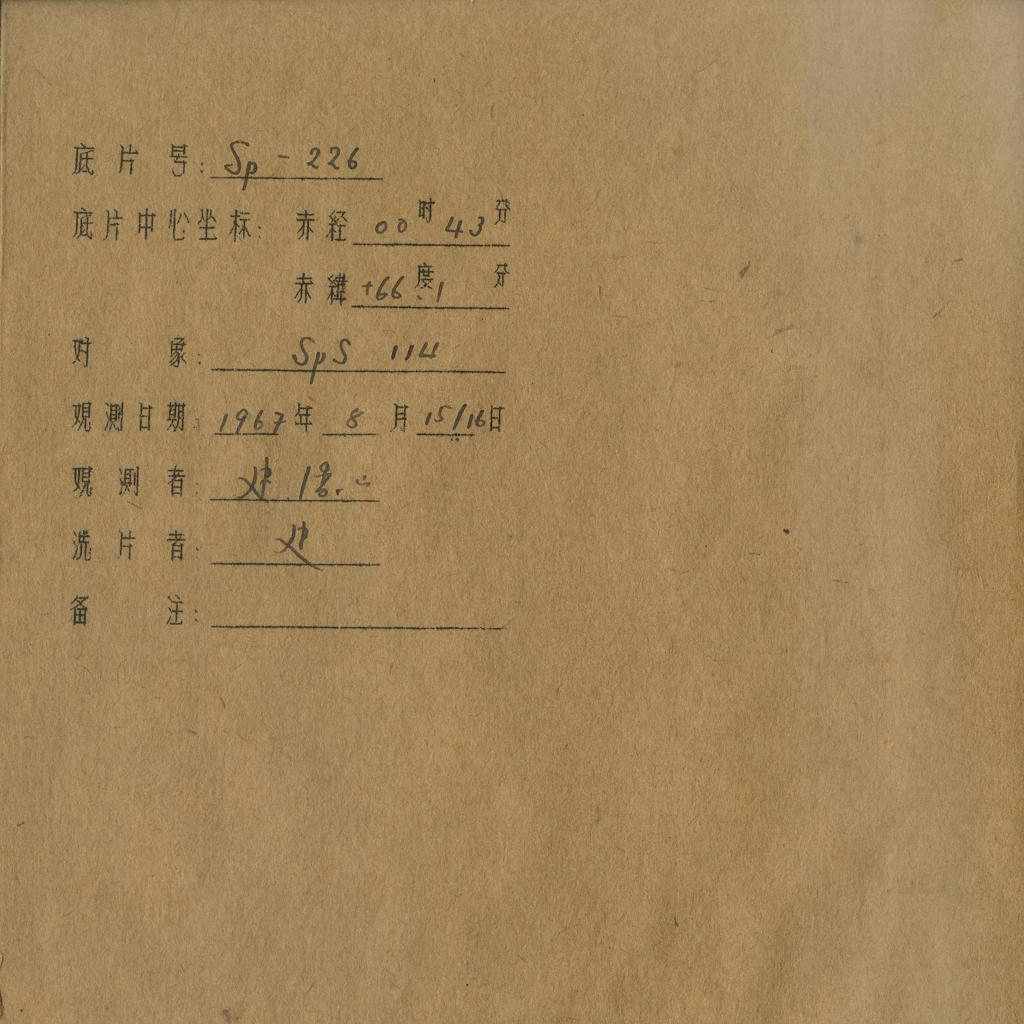 底片号: Sp-226
底片中心坐标: 赤经 00时43分
赤緯 +66度.1 分
对象: SpS 114
观测日期: 1967年 8月 15/16日
观测者:
洗片者:
备注: